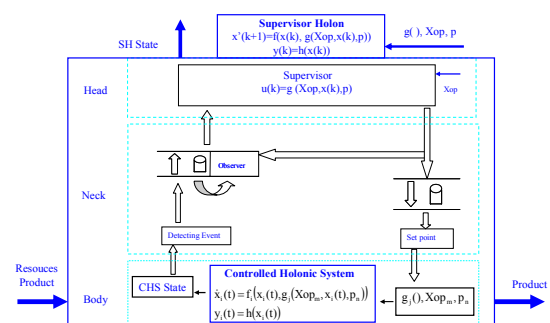 Supervisor Holon
SH State
x'(k+1)=f(x(k), g(Xop,x(k),p))
y(k)=h(x(k))
g( ), Xop, p
Head
Supervisor
u(k)=g (Xop,x(k),p)
Xop
Observer
Neck
Detecting Event
Set point
Resouces
Product
Controlled Holonic System
CHS State
ẋᵢ(t) = fᵢ(xᵢ(t), gⱼ(Xopₘ, xᵢ(t), pₙ))
yᵢ(t) = h(xᵢ(t))
gⱼ(), Xopₘ, pₙ
Product
Body